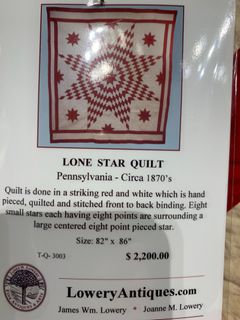 LONE STAR QUILT
Pennsylvania - Circa 1870's
Quilt is done in a striking red and white which is hand
pieced, quilted and stitched front to back binding. Eight
small stars each having eight points are surrounding a
large centered eight point pieced star.
Size: 82" x 86"
T-Q- 3003
$ 2,200.00
LoweryAntiques.com
James Wm. Lowery • Joanne M. Lowery